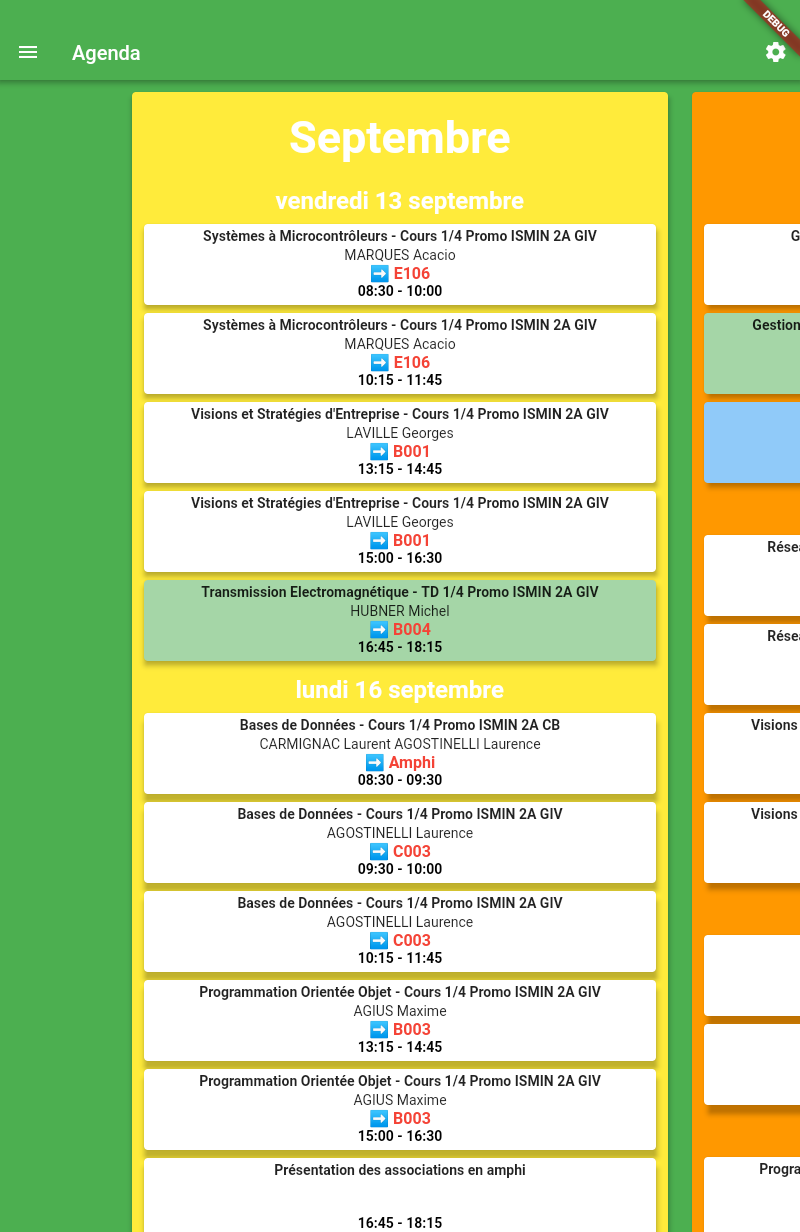 DEBUG
Agenda
Septembre
vendredi 13 septembre
Systèmes à Microcontrôleurs - Cours 1/4 Promo ISMIN 2A GIV
MARQUES Acacio
➡️ E106
08:30 - 10:00
Systèmes à Microcontrôleurs - Cours 1/4 Promo ISMIN 2A GIV
MARQUES Acacio
➡️ E106
10:15 - 11:45
Visions et Stratégies d'Entreprise - Cours 1/4 Promo ISMIN 2A GIV
LAVILLE Georges
➡️ B001
13:15 - 14:45
Visions et Stratégies d'Entreprise - Cours 1/4 Promo ISMIN 2A GIV
LAVILLE Georges
➡️ B001
15:00 - 16:30
Transmission Electromagnétique - TD 1/4 Promo ISMIN 2A GIV
HUBNER Michel
➡️ B004
16:45 - 18:15
lundi 16 septembre
Bases de Données - Cours 1/4 Promo ISMIN 2A CB
CARMIGNAC Laurent AGOSTINELLI Laurence
➡️ Amphi
08:30 - 09:30
Bases de Données - Cours 1/4 Promo ISMIN 2A GIV
AGOSTINELLI Laurence
➡️ C003
09:30 - 10:00
Bases de Données - Cours 1/4 Promo ISMIN 2A GIV
AGOSTINELLI Laurence
➡️ C003
10:15 - 11:45
Programmation Orientée Objet - Cours 1/4 Promo ISMIN 2A GIV
AGIUS Maxime
➡️ B003
13:15 - 14:45
Programmation Orientée Objet - Cours 1/4 Promo ISMIN 2A GIV
AGIUS Maxime
➡️ B003
15:00 - 16:30
Présentation des associations en amphi
16:45 - 18:15
G
Gestion
Résea
Résea
Visions
Visions
Progra